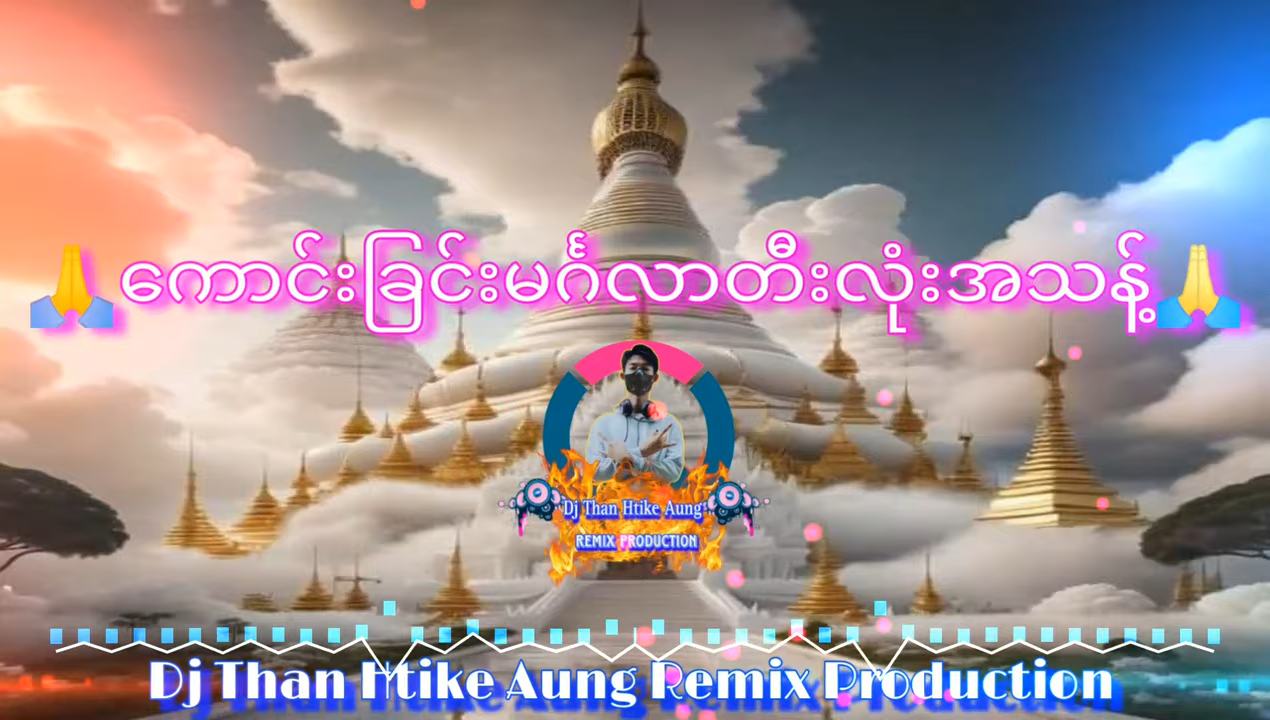 🙏ကောင်းခြင်းမင်္ဂလာတီးလုံးအသန့်🙏
Dj Than Htike Aung
REMIX PRODUCTION
Dj Than Htike Aung Remix Production